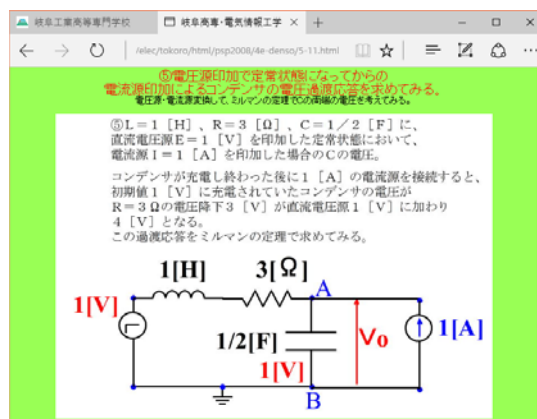 岐阜工業高等専門学校
岐阜高専・電気情報工学
/elec/tokoro/html/psp2008/4e-denso/5-11.html
⑤電圧源印加で定常状態になってからの
電流源印加によるコンデンサの電圧過渡応答を求めてみる。
電圧源・電流源変換して、ミルマンの定理でCの両端の電圧を考えてみる。
⑤L=1[H]、R=3[Ω]、C=1/2[F]に、
直流電圧源E=1[V]を印加した定常状態において、
電流源I=1[A]を印加した場合のCの電圧。
コンデンサが充電し終わった後に1[A]の電流源を接続すると、
初期値1[V]に充電されていたコンデンサの電圧が
R=3Ωの電圧降下3[V]が直流電圧源1[V]に加わり
4[V]となる。
この過渡応答をミルマンの定理で求めてみる。
1[H]
3[Ω]
A
1[V]
1/2[F]
Vo
1[A]
1[V]
B